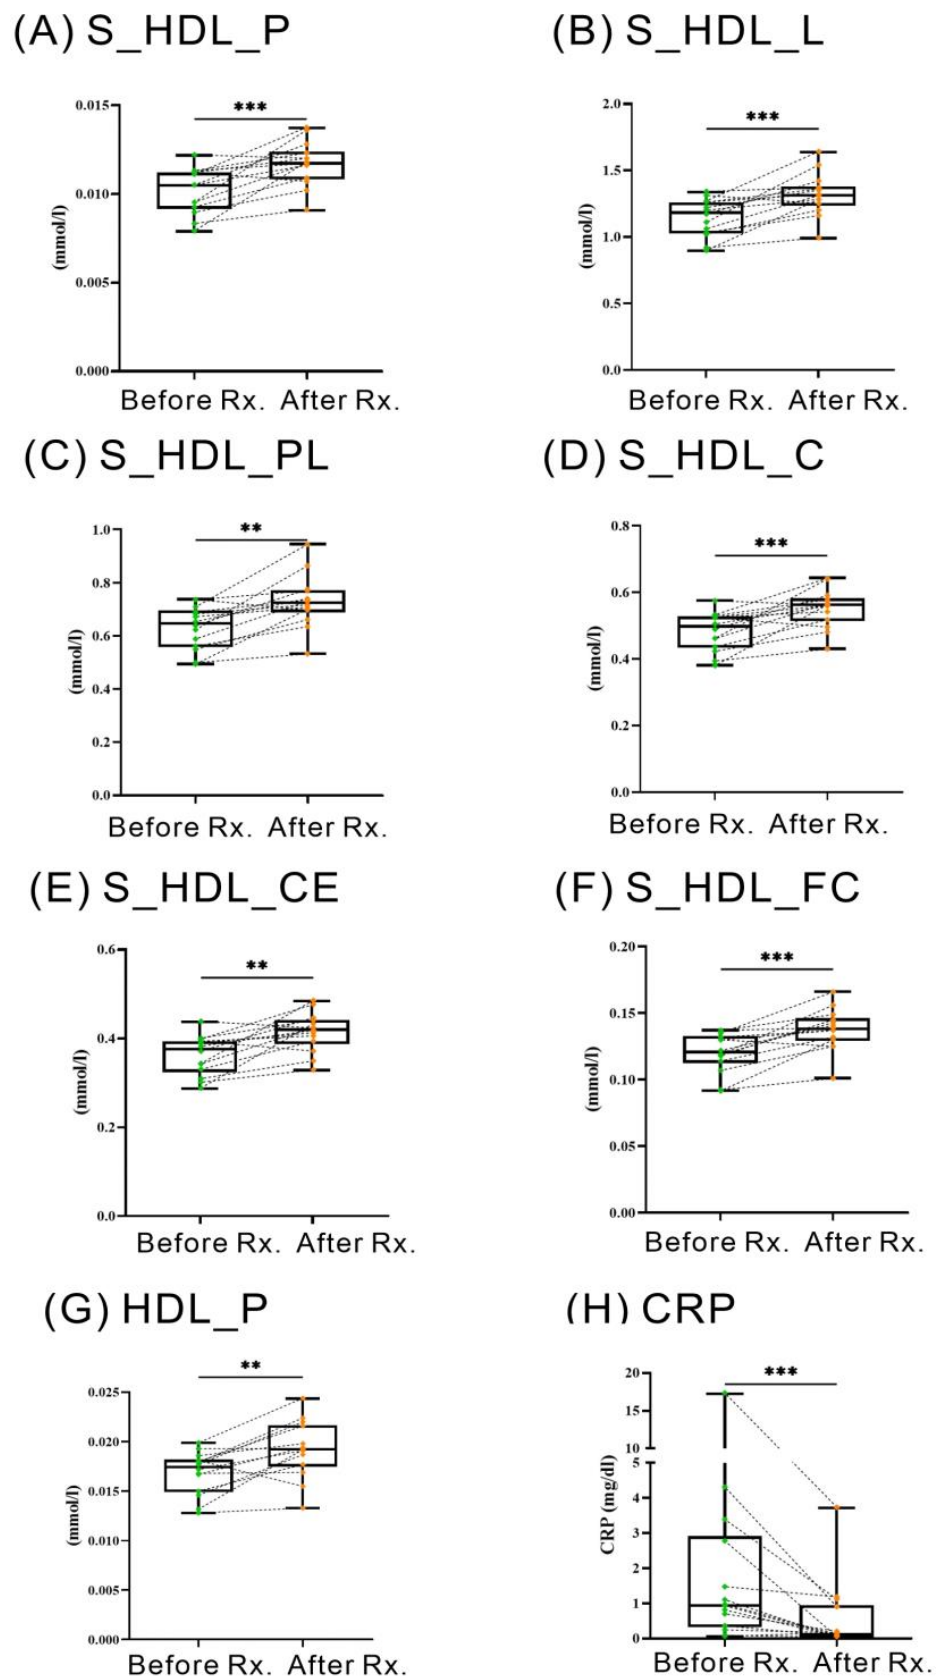 (A) S_HDL_P
(B) S_HDL_L
0.015
0.010
0.005
0.000
(mmol/l)
***
Before Rx. After Rx.
2.0
1.5
1.0
0.5
0.0
(mmol/l)
***
Before Rx. After Rx.
(C) S_HDL_PL
(D) S_HDL_C
1.0
0.8
0.6
0.4
0.2
0.0
(mmol/l)
**
Before Rx. After Rx.
0.8
0.6
0.4
0.2
0.0
(mmol/l)
***
Before Rx. After Rx.
(E) S_HDL_CE
(F) S_HDL_FC
0.6
0.4
0.2
0.0
(mmol/l)
**
Before Rx. After Rx.
0.20
0.15
0.10
0.05
0.00
(mmol/l)
***
Before Rx. After Rx.
(G) HDL_P
(H) CRP
0.025
0.020
0.015
0.010
0.005
0.000
(mmol/l)
**
Before Rx. After Rx.
20
15
10
5
4
3
2
1
0
CRP (mg/dl)
***
Before Rx. After Rx.